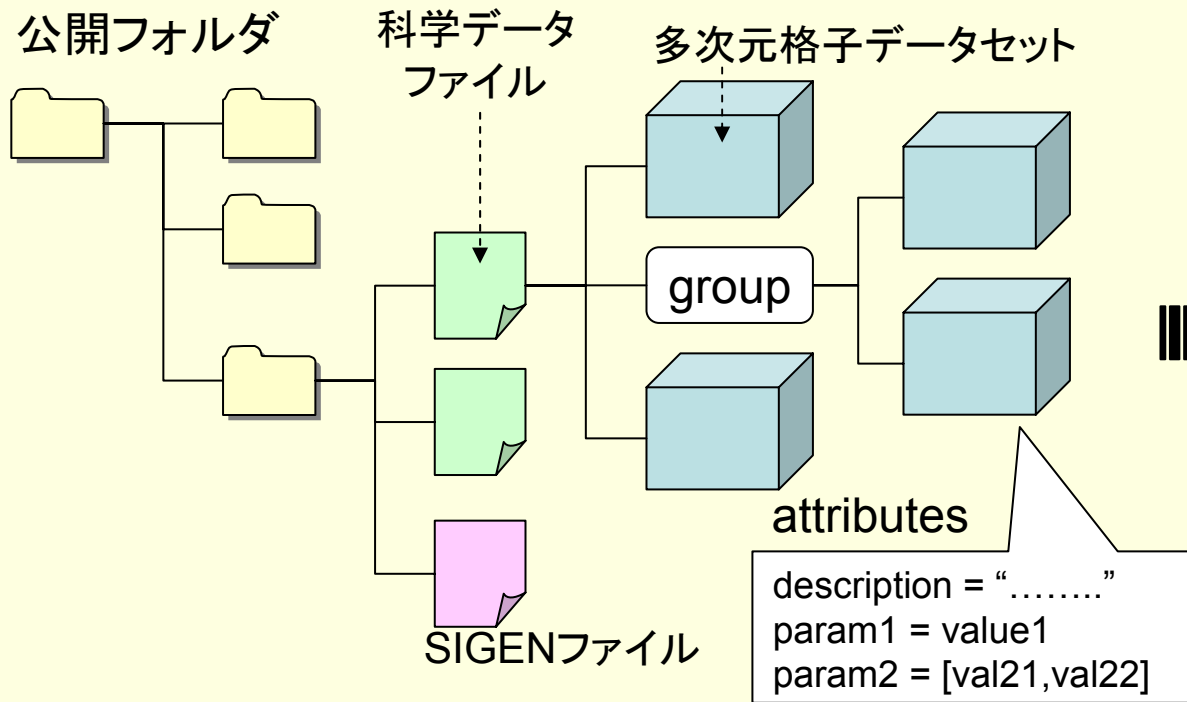 公開フォルダ
科学データ
ファイル
多次元格子データセット
group
attributes
description = “……..”
param1 = value1
param2 = [val21,val22]
SIGENファイル